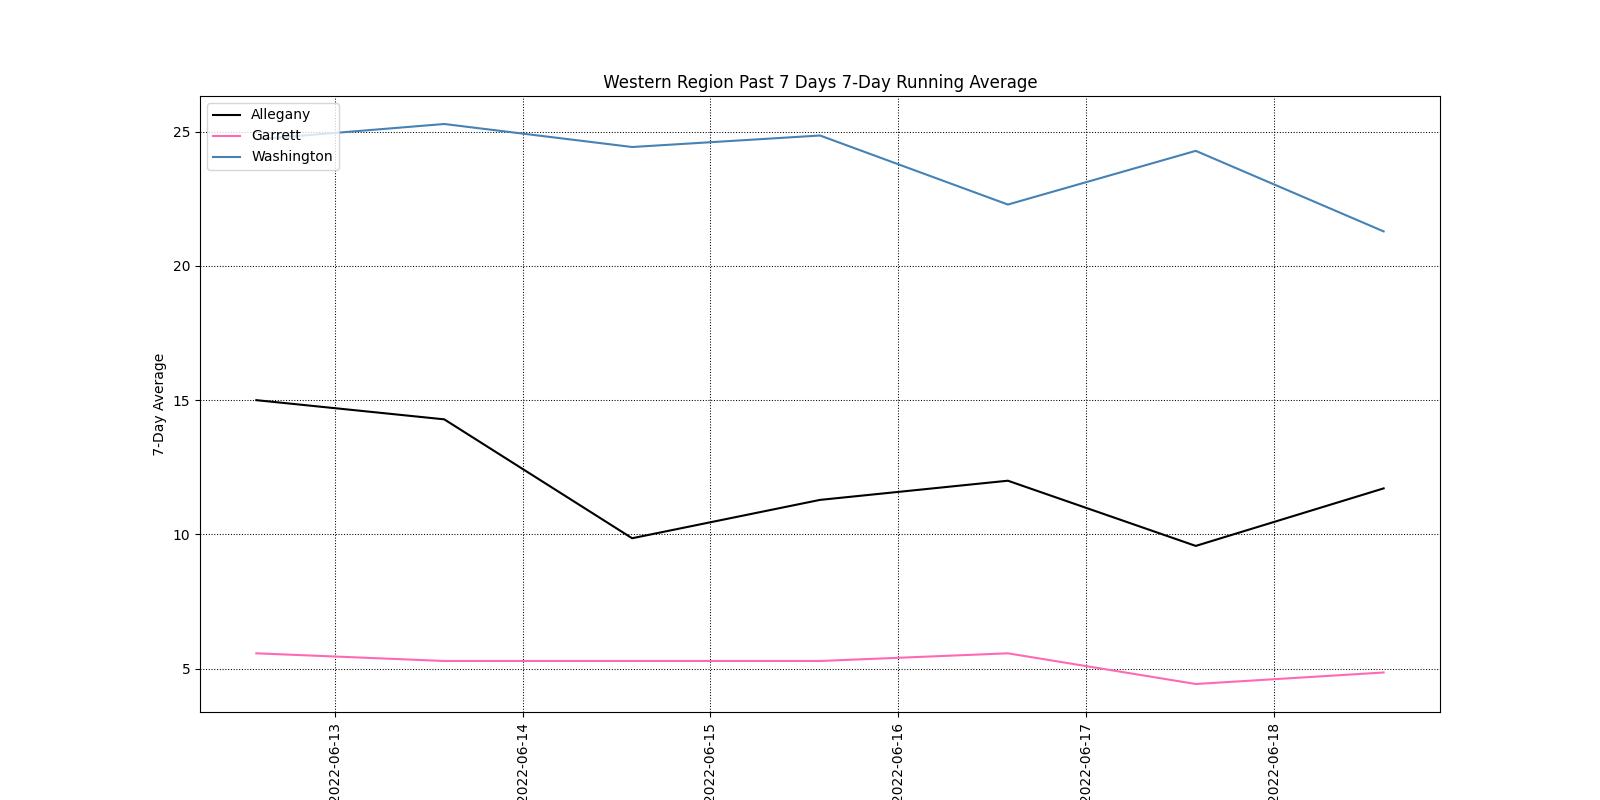 Western Region Past 7 Days 7-Day Running Average
Allegany
Garrett
Washington
25
20
15
10
5
7-Day Average
2022-06-13
2022-06-14
2022-06-15
2022-06-16
2022-06-17
2022-06-18